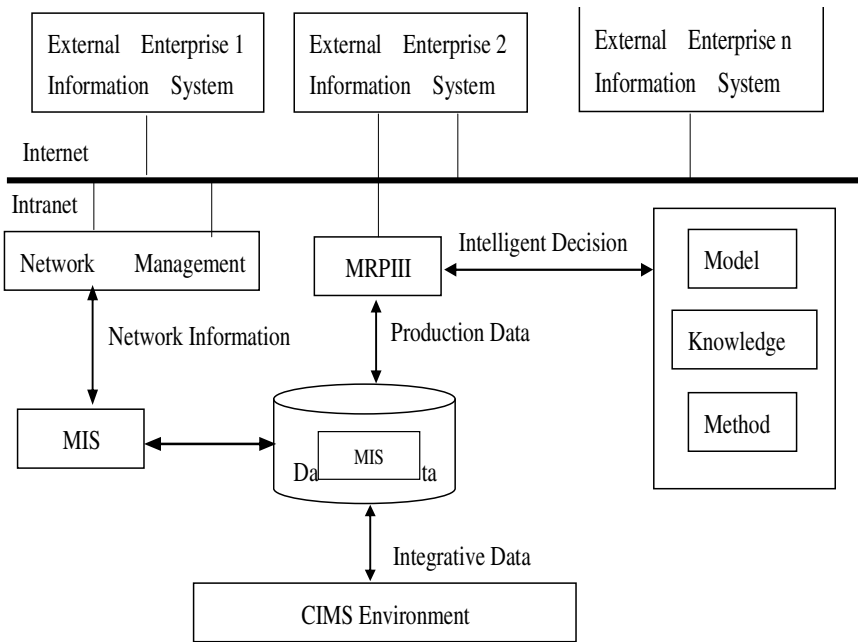 External Enterprise 1
Information System
External Enterprise 2
Information System
External Enterprise n
Information System
Internet
Intranet
Network Management
MRPIII
Intelligent Decision
Model
Knowledge
Method
Network Information
Production Data
MIS
MIS
Da ta
Integrative Data
CIMS Environment